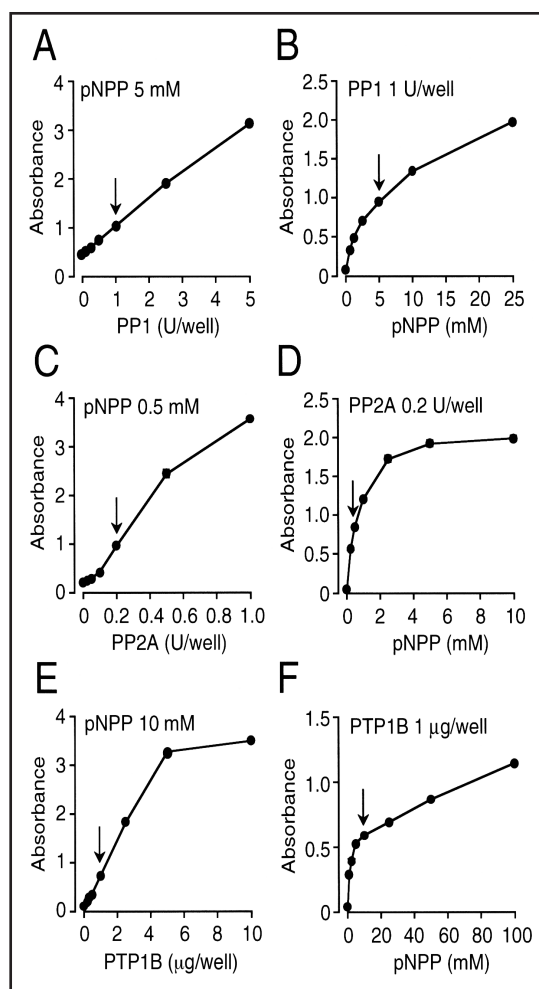 A
pNPP 5 mM
Absorbance
4
3
2
1
0
0 1 2 3 4 5
PP1 (U/well)
B
PP1 1 U/well
Absorbance
2.0
1.5
1.0
0.5
0
0 5 10 15 20 25
pNPP (mM)
C
pNPP 0.5 mM
Absorbance
4
3
2
1
0
0 0.2 0.4 0.6 0.8 1.0
PP2A (U/well)
D
PP2A 0.2 U/well
Absorbance
2.5
2.0
1.5
1.0
0.5
0
0 2 4 6 8 10
pNPP (mM)
E
pNPP 10 mM
Absorbance
4
3
2
1
0
0 2 4 6 8 10
PTP1B (μg/well)
F
PTP1B 1 μg/well
Absorbance
1.5
1.0
0.5
0
0 20 40 60 80 100
pNPP (mM)